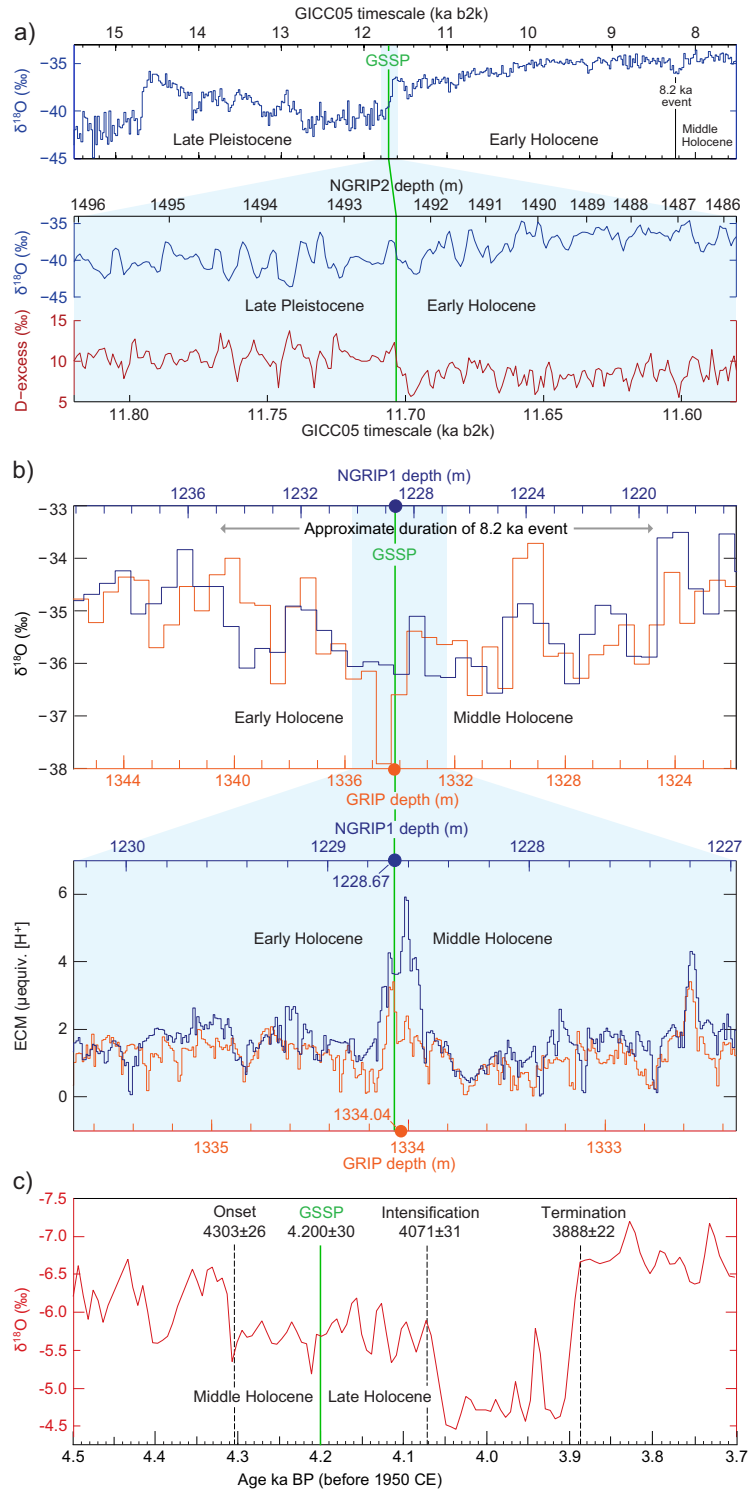 a)
GICC05 timescale (ka b2k)
15 14 13 12 11 10 9 8
GSSP
−35
−40
−45
δ18O (‰)
8.2 ka
event
Late Pleistocene
Early Holocene
Middle
Holocene
NGRIP2 depth (m)
1496 1495 1494 1493 1492 1491 1490 1489 1488 1487 1486
−35
−40
−45
δ18O (‰)
Late Pleistocene
Early Holocene
15
10
5
D−excess (‰)
11.80 11.75 11.70 11.65 11.60
GICC05 timescale (ka b2k)
b)
NGRIP1 depth (m)
1236 1232 1228 1224 1220
−33
−34
−35
−36
−37
−38
δ18O (‰)
Approximate duration of 8.2 ka event
GSSP
Early Holocene
Middle Holocene
1344 1340 1336 1332 1328 1324
GRIP depth (m)
NGRIP1 depth (m)
1230 1229 1228 1227
1228.67
6
4
2
0
ECM (µequiv. [H+]
Early Holocene
Middle Holocene
1334.04
1335 1334 1333
GRIP depth (m)
c)
-7.5
-7.0
-6.5
-6.0
-5.5
-5.0
-4.5
δ18O (‰)
Onset
4303±26
GSSP
4.200±30
Intensification
4071±31
Termination
3888±22
Middle Holocene
Late Holocene
4.5 4.4 4.3 4.2 4.1 4.0 3.9 3.8 3.7
Age ka BP (before 1950 CE)